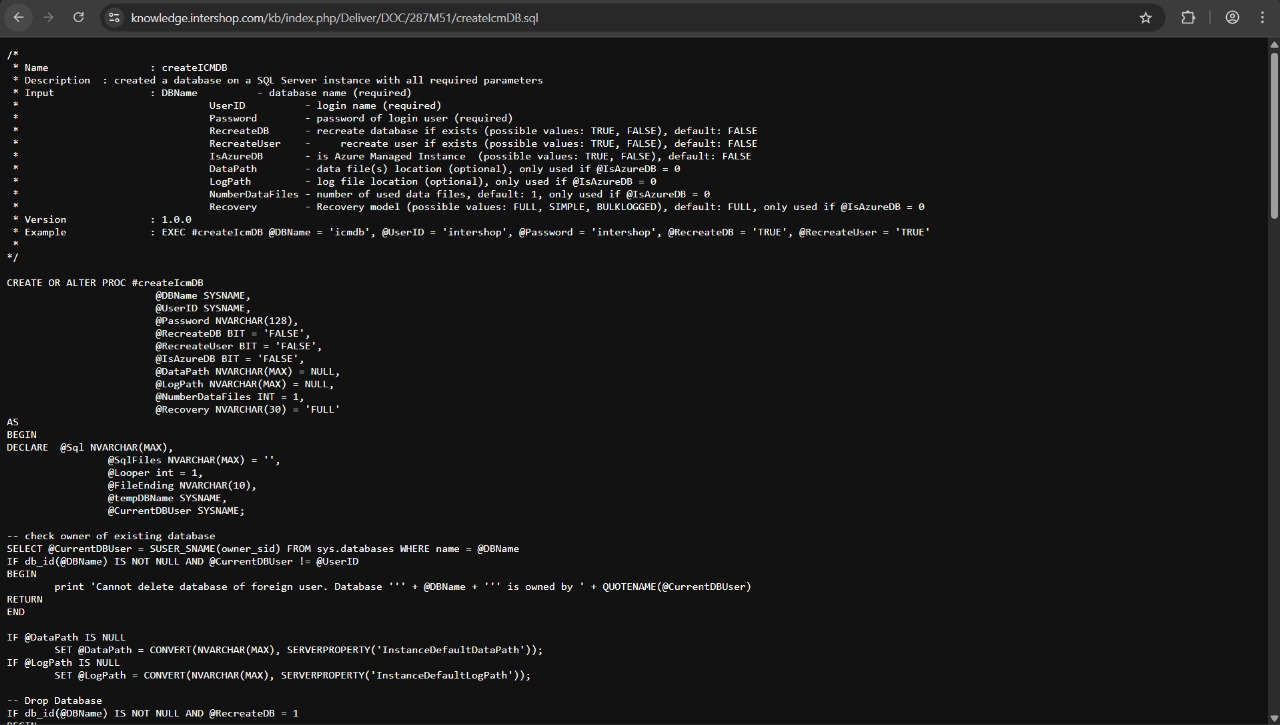 knowledge.intershop.com/kb/index.php/Deliver/DOC/287M51/createIcmDB.sql
/*
 * Name                   : createICMDB
 * Description  : created a database on a SQL Server instance with all required parameters
 * Input                  : DBName          - database name (required)
 *                                UserID          - login name (required)
 *                                Password        - password of login user (required)
 *                                RecreateDB      - recreate database if exists (possible values: TRUE, FALSE), default: FALSE
 *                                RecreateUser    -     recreate user if exists (possible values: TRUE, FALSE), default: FALSE
 *                                IsAzureDB       - is Azure Managed Instance  (possible values: TRUE, FALSE), default: FALSE
 *                                DataPath        - data file(s) location (optional), only used if @IsAzureDB = 0
 *                                LogPath         - log file location (optional), only used if @IsAzureDB = 0
 *                                NumberDataFiles - number of used data files, default: 1, only used if @IsAzureDB = 0
 *                                Recovery        - Recovery model (possible values: FULL, SIMPLE, BULKLOGGED), default: FULL, only used if @IsAzureDB = 0
 * Version                : 1.0.0
 * Example                : EXEC #createIcmDB @DBName = 'icmdb', @UserID = 'intershop', @Password = 'intershop', @RecreateDB = 'TRUE', @RecreateUser = 'TRUE'
 *
*/
CREATE OR ALTER PROC #createIcmDB
                         @DBName SYSNAME,
                         @UserID SYSNAME,
                         @Password NVARCHAR(128),
                         @RecreateDB BIT = 'FALSE',
                         @RecreateUser BIT = 'FALSE',
                         @IsAzureDB BIT = 'FALSE',
                         @DataPath NVARCHAR(MAX) = NULL,
                         @LogPath NVARCHAR(MAX) = NULL,
                         @NumberDataFiles INT = 1,
                         @Recovery NVARCHAR(30) = 'FULL'
AS
BEGIN
DECLARE  @Sql NVARCHAR(MAX),
                 @SqlFiles NVARCHAR(MAX) = '',
                 @Looper int = 1,
                 @FileEnding NVARCHAR(10),
                 @tempDBName SYSNAME,
                 @CurrentDBUser SYSNAME;
-- check owner of existing database
SELECT @CurrentDBUser = SUSER_SNAME(owner_sid) FROM sys.databases WHERE name = @DBName
IF db_id(@DBName) IS NOT NULL AND @CurrentDBUser != @UserID
BEGIN
        print 'Cannot delete database of foreign user. Database ''' + @DBName + ''' is owned by ' + QUOTENAME(@CurrentDBUser)
RETURN
END
IF @DataPath IS NULL
        SET @DataPath = CONVERT(NVARCHAR(MAX), SERVERPROPERTY('InstanceDefaultDataPath'));
IF @LogPath IS NULL
        SET @LogPath = CONVERT(NVARCHAR(MAX), SERVERPROPERTY('InstanceDefaultLogPath'));
-- Drop Database
IF db_id(@DBName) IS NOT NULL AND @RecreateDB = 1